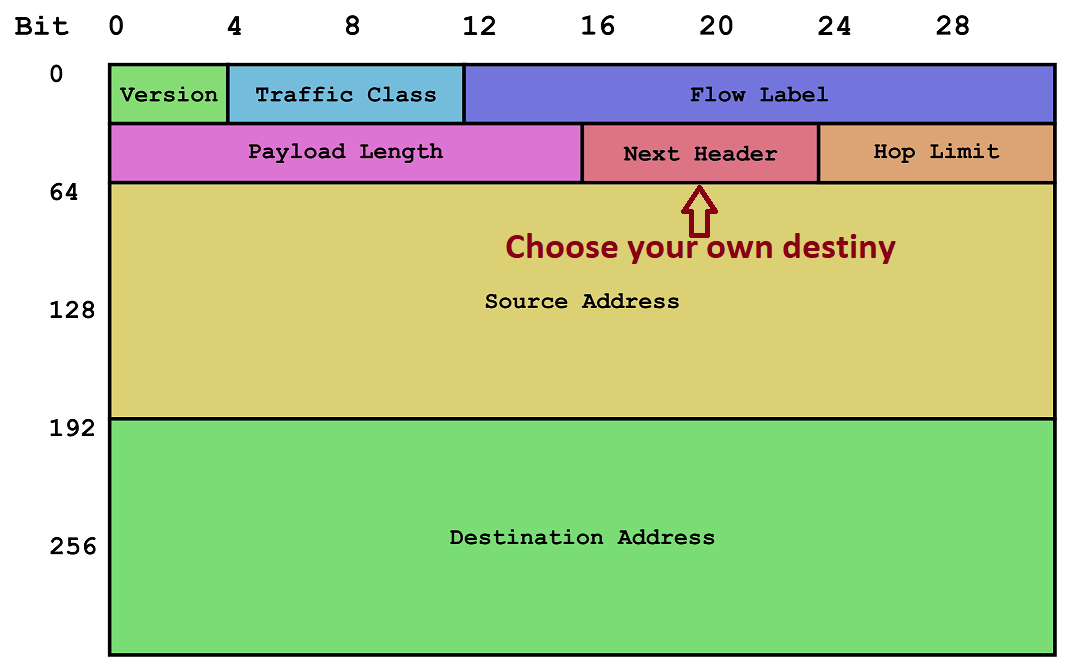 Bit 0 4 8 12 16 20 24 28
0 Version Traffic Class Flow Label
Payload Length Next Header Hop Limit
64
Choose your own destiny
Source Address
128
192
Destination Address
256